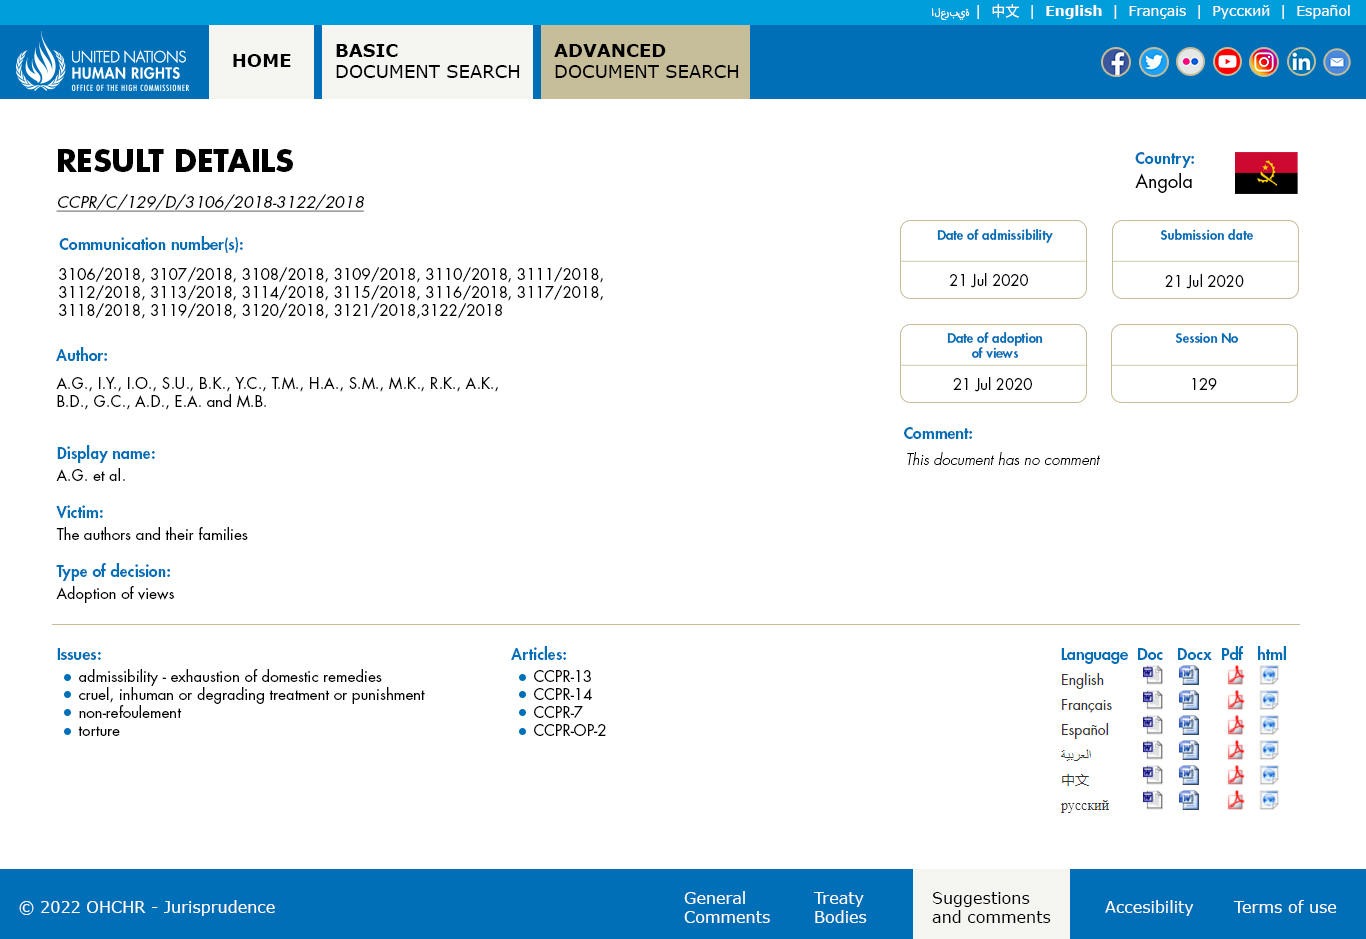 العربية | 中文 | English | Français | Русский | Español
UNITED NATIONS
HUMAN RIGHTS
OFFICE OF THE HIGH COMMISSIONER
HOME
BASIC
DOCUMENT SEARCH
ADVANCED
DOCUMENT SEARCH
RESULT DETAILS
CCPR/C/129/D/3106/2018-3122/2018
Country:
Angola
Communication number(s):
3106/2018, 3107/2018, 3108/2018, 3109/2018, 3110/2018, 3111/2018,
3112/2018, 3113/2018, 3114/2018, 3115/2018, 3116/2018, 3117/2018,
3118/2018, 3119/2018, 3120/2018, 3121/2018,3122/2018
Author:
A.G., I.Y., I.O., S.U., B.K., Y.C., T.M., H.A., S.M., M.K., R.K., A.K.,
B.D., G.C., A.D., E.A. and M.B.
Display name:
A.G. et al.
Victim:
The authors and their families
Type of decision:
Adoption of views
Date of admissibility
21 Jul 2020
Submission date
21 Jul 2020
Date of adoption
of views
21 Jul 2020
Session No
129
Comment:
This document has no comment
Issues:
admissibility - exhaustion of domestic remedies
cruel, inhuman or degrading treatment or punishment
non-refoulement
torture
Articles:
CCPR-13
CCPR-14
CCPR-7
CCPR-OP-2
Language Doc Docx Pdf html
English
Français
Español
العربية
中文
русский
© 2022 OHCHR - Jurisprudence
General
Comments
Treaty
Bodies
Suggestions
and comments
Accesibility
Terms of use